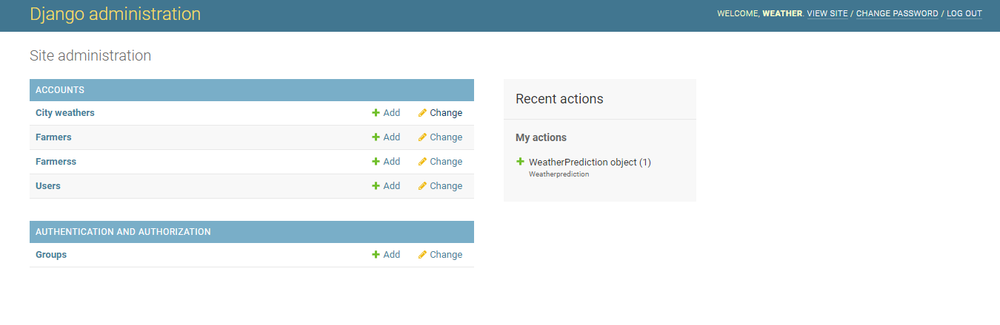 Django administration
WELCOME, WEATHER. VIEW SITE / CHANGE PASSWORD / LOG OUT
Site administration
ACCOUNTS
City weathers Add Change
Farmers Add Change
Farmerss Add Change
Users Add Change
AUTHENTICATION AND AUTHORIZATION
Groups Add Change
Recent actions
My actions
WeatherPrediction object (1)
Weatherprediction